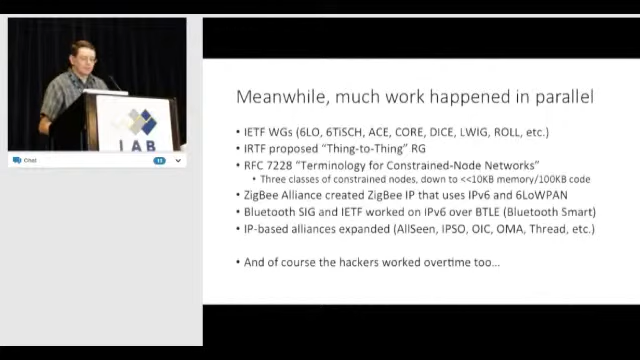 I A B
Chat
Meanwhile, much work happened in parallel
• IETF WGs (6LO, 6TiSCH, ACE, CORE, DICE, LWIG, ROLL, etc.)
• IRTF proposed “Thing-to-Thing” RG
• RFC 7228 “Terminology for Constrained-Node Networks”
• Three classes of constrained nodes, down to <<10KB memory/100KB code
• ZigBee Alliance created ZigBee IP that uses IPv6 and 6LoWPAN
• Bluetooth SIG and IETF worked on IPv6 over BTLE (Bluetooth Smart)
• IP-based alliances expanded (AllSeen, IPSO, OIC, OMA, Thread, etc.)
• And of course the hackers worked overtime too…